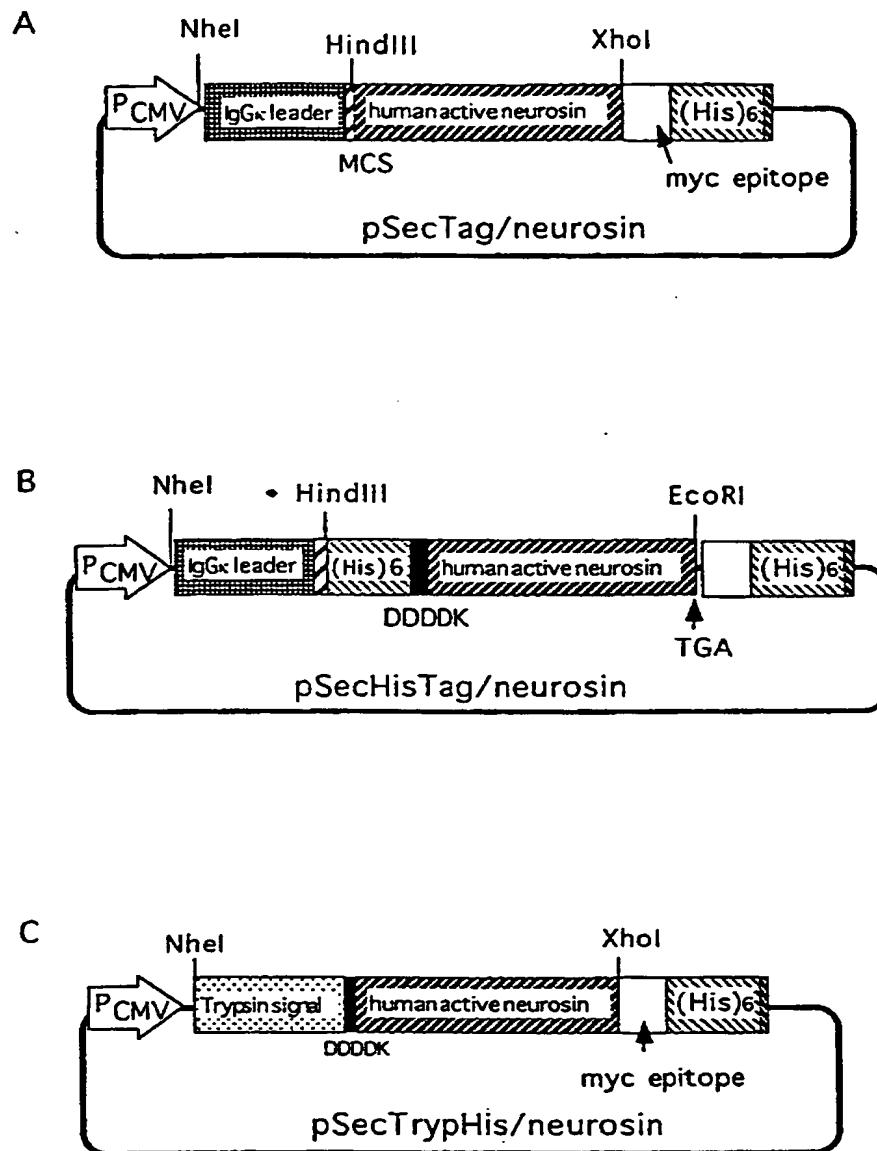 A
NheI
HindIII
XhoI
PCMV
IgGκ leader
human active neurosin
(His)6
MCS
myc epitope
pSecTag/neurosin
B
NheI
HindIII
EcoRI
PCMV
IgGκ leader
(His)6
human active neurosin
(His)6
DDDDK
TGA
pSecHisTag/neurosin
C
NheI
XhoI
PCMV
Trypsin signal
human active neurosin
(His)6
DDDDK
myc epitope
pSecTrypHis/neurosin